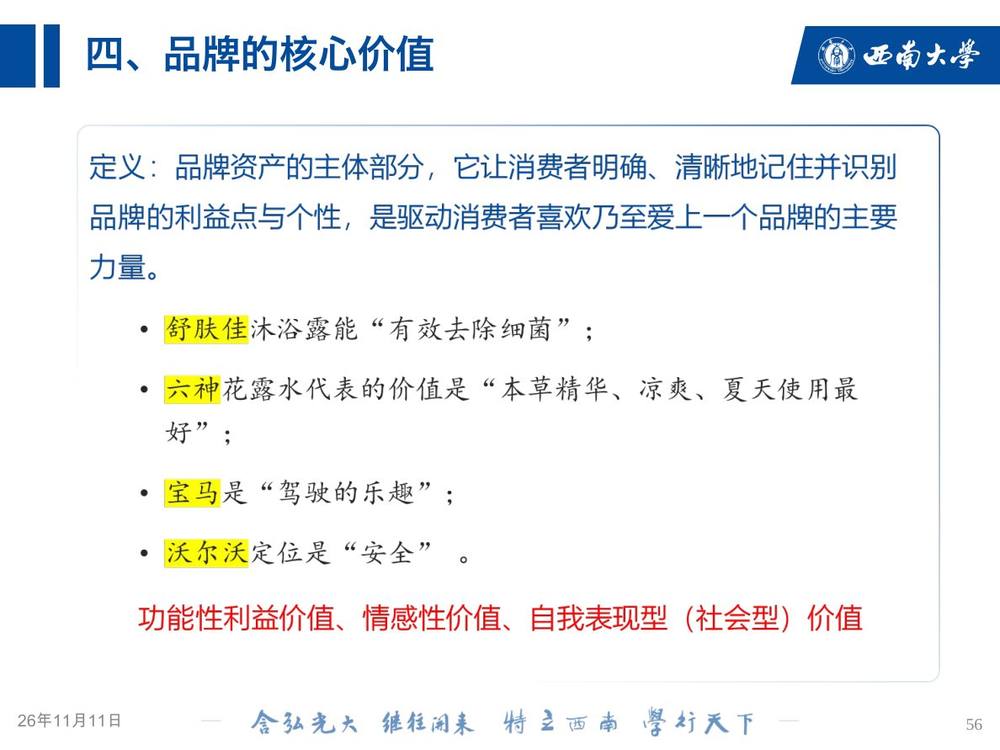 四、品牌的核心价值
西南大学
定义：品牌资产的主体部分，它让消费者明确、清晰地记住并识别
品牌的利益点与个性，是驱动消费者喜欢乃至爱上一个品牌的主要
力量。
• 舒肤佳沐浴露能“有效去除细菌”；
• 六神花露水代表的价值是“本草精华、凉爽、夏天使用最
好”；
• 宝马是“驾驶的乐趣”；
• 沃尔沃定位是“安全” 。
功能性利益价值、情感性价值、自我表现型（社会型）价值
26年11月11日
含弘光大 继往开来 特立西南 学行天下
56